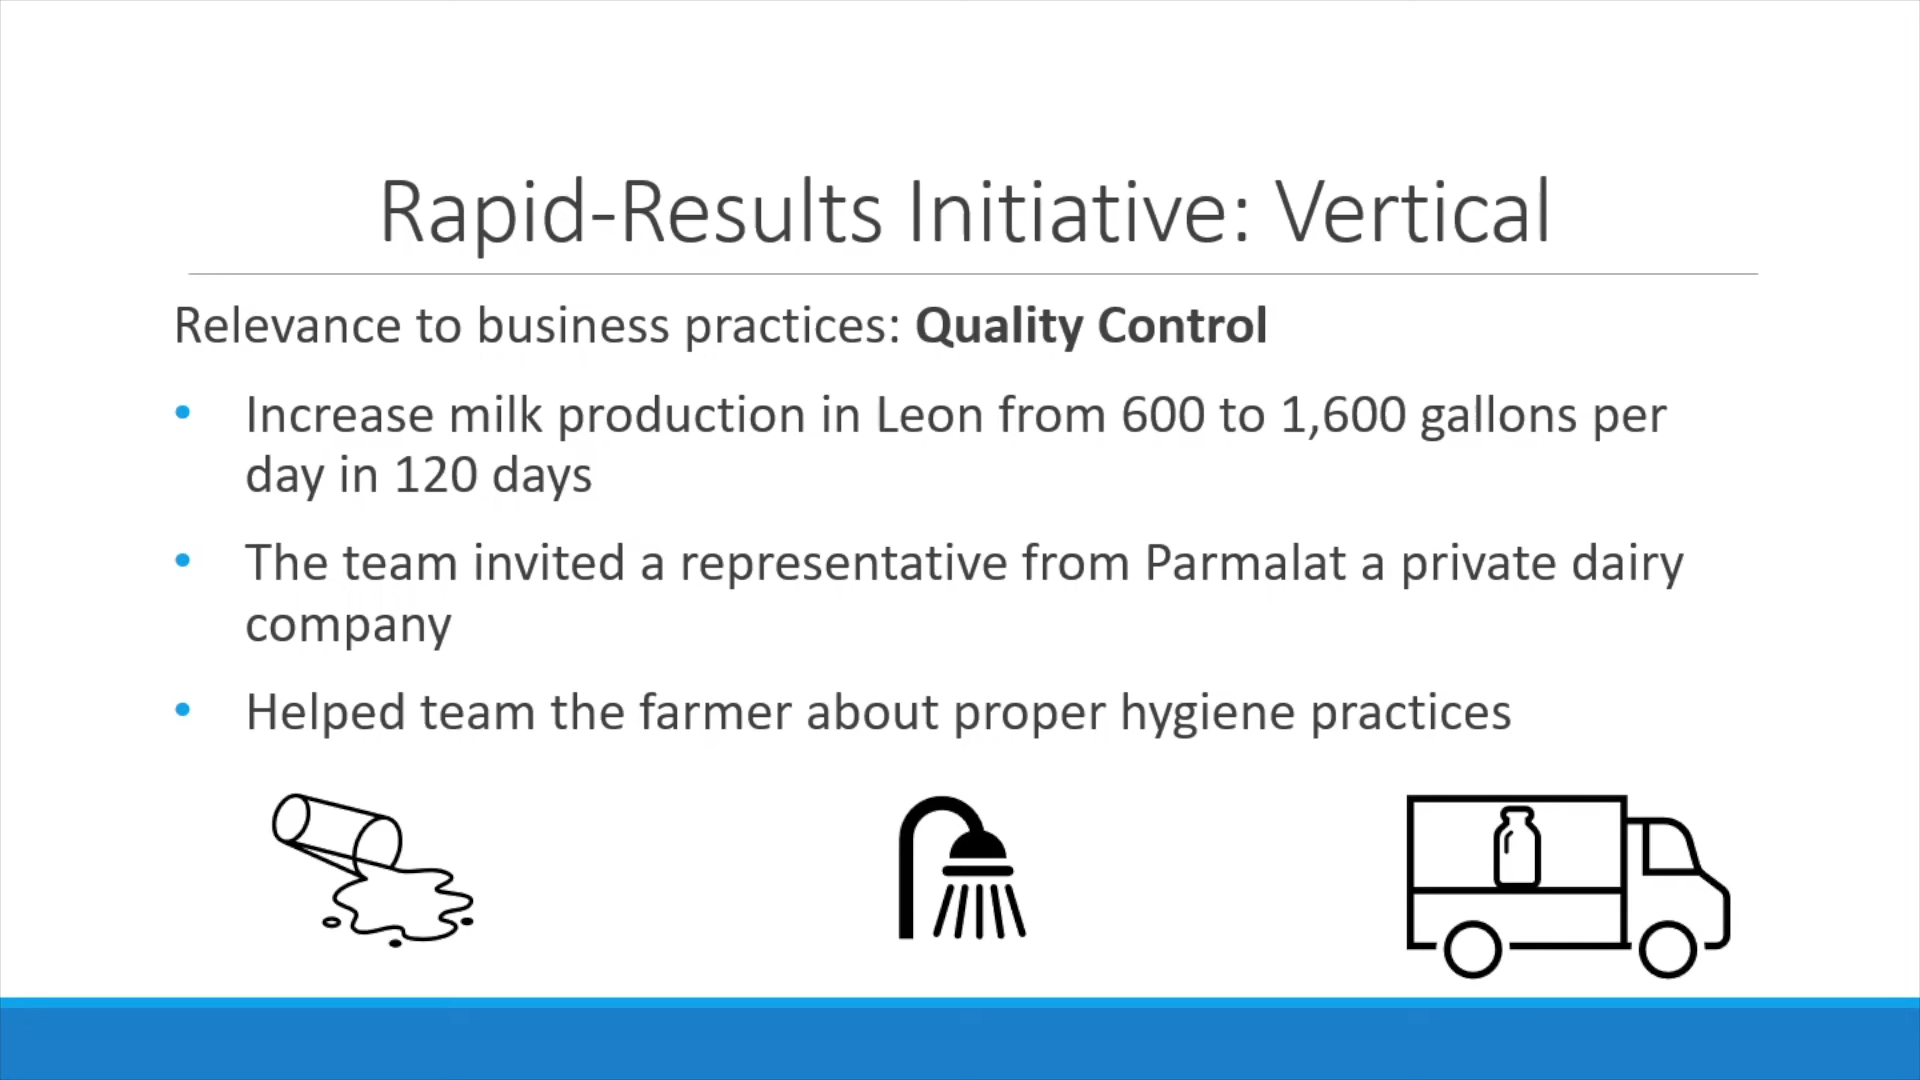 Rapid-Results Initiative: Vertical
Relevance to business practices: Quality Control
• Increase milk production in Leon from 600 to 1,600 gallons per
day in 120 days
• The team invited a representative from Parmalat a private dairy
company
• Helped team the farmer about proper hygiene practices